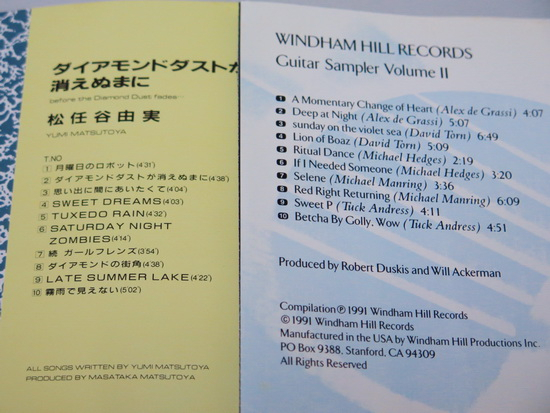 ダイアモンドダストが
消えぬまに
before the Diamond Dust fades...
松任谷由実
YUMI MATSUTOYA
T.NO
1 月曜日のロボット(4'31")
2 ダイアモンドダストが消えぬまに(4'38")
3 思い出に間にあいたくて(4'04")
4 SWEET DREAMS(4'03")
5 TUXEDO RAIN(4'32")
6 SATURDAY NIGHT
ZOMBIES(4'14")
7 続 ガールフレンズ(3'54")
8 ダイアモンドの街角(4'38")
9 LATE SUMMER LAKE(4'22")
10 霧雨で見えない(5'02")
ALL SONGS WRITTEN BY YUMI MATSUTOYA
PRODUCED BY MASATAKA MATSUTOYA
WINDHAM HILL RECORDS
Guitar Sampler Volume II
1 A Momentary Change of Heart (Alex de Grassi) 4:07
2 Deep at Night (Alex de Grassi) 5:07
3 sunday on the violet sea (David Torn) 6:49
4 Lion of Boaz (David Torn) 5:09
5 Ritual Dance (Michael Hedges) 2:19
6 If I Needed Someone (Michael Hedges) 3:20
7 Selene (Michael Manring) 3:36
8 Red Right Returning (Michael Manring) 6:09
9 Sweet P (Tuck Andress) 4:11
10 Betcha By Golly, Wow (Tuck Andress) 4:51
Produced by Robert Duskis and Will Ackerman
Compilation ℗ 1991 Windham Hill Records
© 1991 Windham Hill Records
Manufactured in the USA by Windham Hill Productions Inc.
PO Box 9388, Stanford, CA 94309
All Rights Reserved